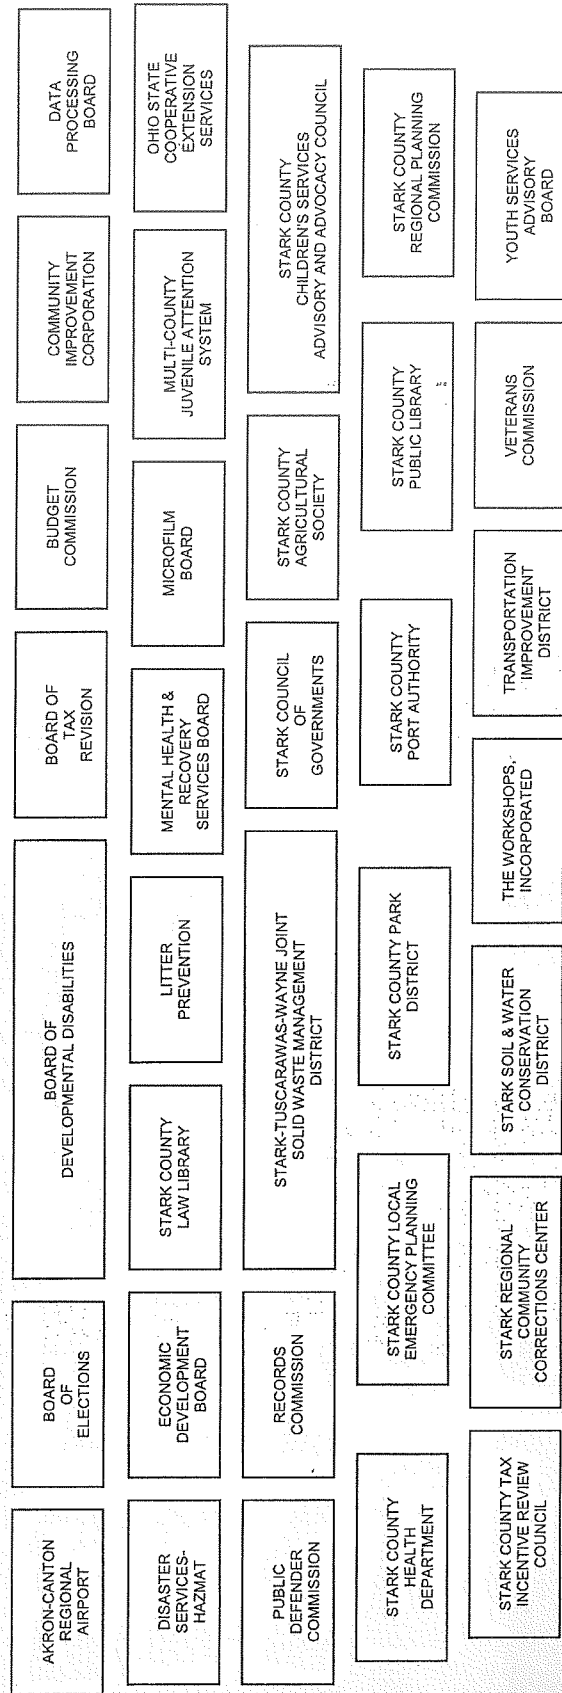 AKRON-CANTON
REGIONAL
AIRPORT
BOARD
OF
ELECTIONS
BOARD OF
DEVELOPMENTAL DISABILITIES
BOARD OF
TAX
REVISION
BUDGET
COMMISSION
COMMUNITY
IMPROVEMENT
CORPORATION
DATA
PROCESSING
BOARD
DISASTER
SERVICES-
HAZMAT
ECONOMIC
DEVELOPMENT
BOARD
STARK COUNTY
LAW LIBRARY
LITTER
PREVENTION
MENTAL HEALTH &
RECOVERY
SERVICES BOARD
MICROFILM
BOARD
MULTI-COUNTY
JUVENILE ATTENTION
SYSTEM
OHIO STATE
COOPERATIVE
EXTENSION
SERVICES
PUBLIC
DEFENDER
COMMISSION
RECORDS
COMMISSION
STARK-TUSCARAWAS-WAYNE JOINT
SOLID WASTE MANAGEMENT
DISTRICT
STARK COUNCIL
OF
GOVERNMENTS
STARK COUNTY
AGRICULTURAL
SOCIETY
STARK COUNTY
CHILDREN'S SERVICES
ADVISORY AND ADVOCACY COUNCIL
STARK COUNTY
HEALTH
DEPARTMENT
STARK COUNTY LOCAL
EMERGENCY PLANNING
COMMITTEE
STARK COUNTY PARK
DISTRICT
STARK COUNTY
PORT AUTHORITY
STARK COUNTY
PUBLIC LIBRARY
STARK COUNTY
REGIONAL PLANNING
COMMISSION
STARK COUNTY TAX
INCENTIVE REVIEW
COUNCIL
STARK REGIONAL
COMMUNITY
CORRECTIONS CENTER
STARK SOIL & WATER
CONSERVATION
DISTRICT
THE WORKSHOPS,
INCORPORATED
TRANSPORTATION
IMPROVEMENT
DISTRICT
VETERANS
COMMISSION
YOUTH SERVICES
ADVISORY
BOARD